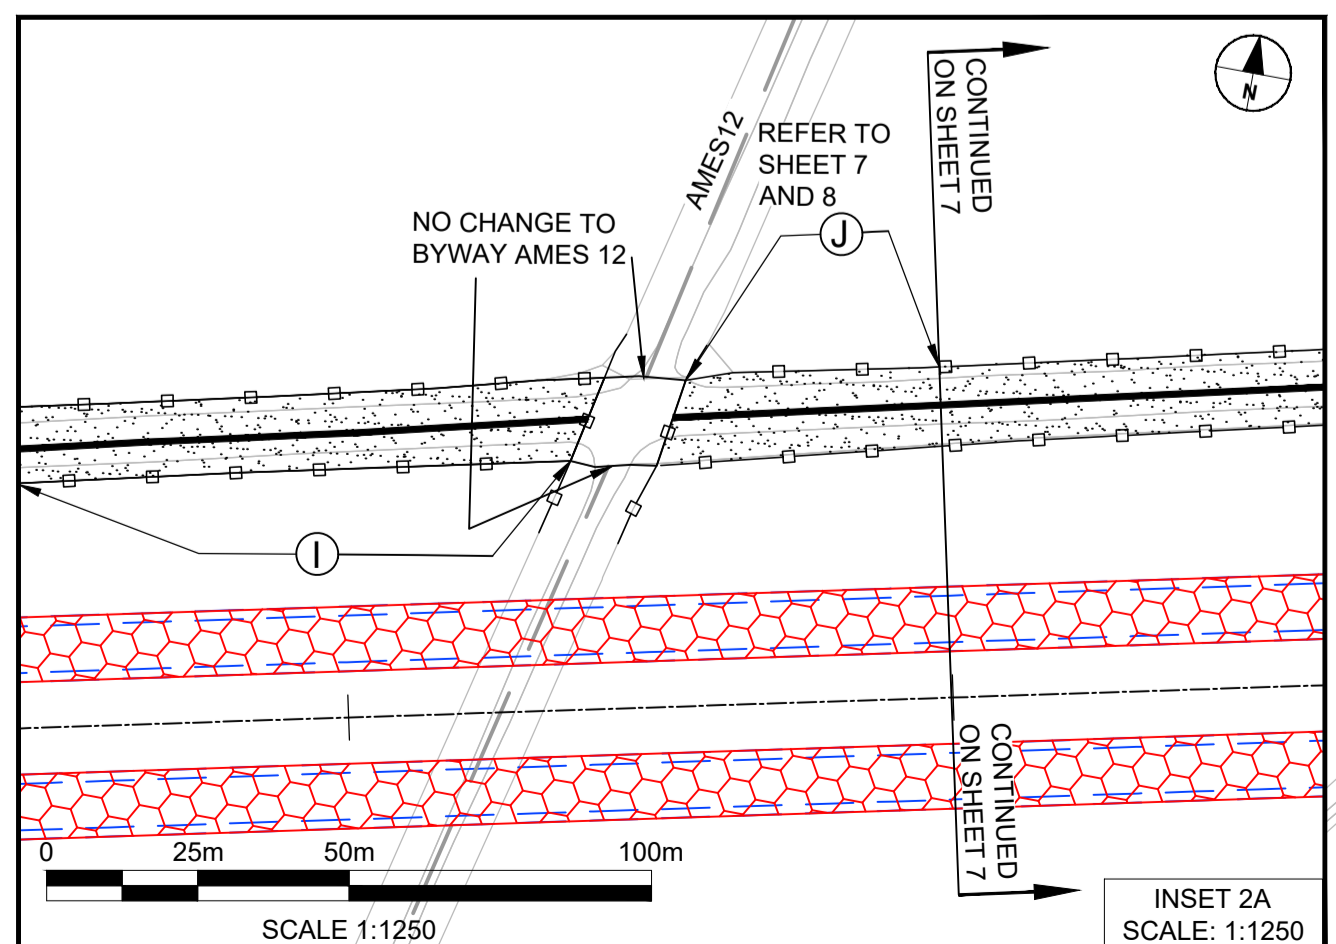 N
CONTINUED
ON SHEET 7
AMES12
REFER TO
SHEET 7
AND 8
J
NO CHANGE TO
BYWAY AMES 12
I
CONTINUED
ON SHEET 7
0 25m 50m 100m
SCALE 1:1250
INSET 2A
SCALE: 1:1250